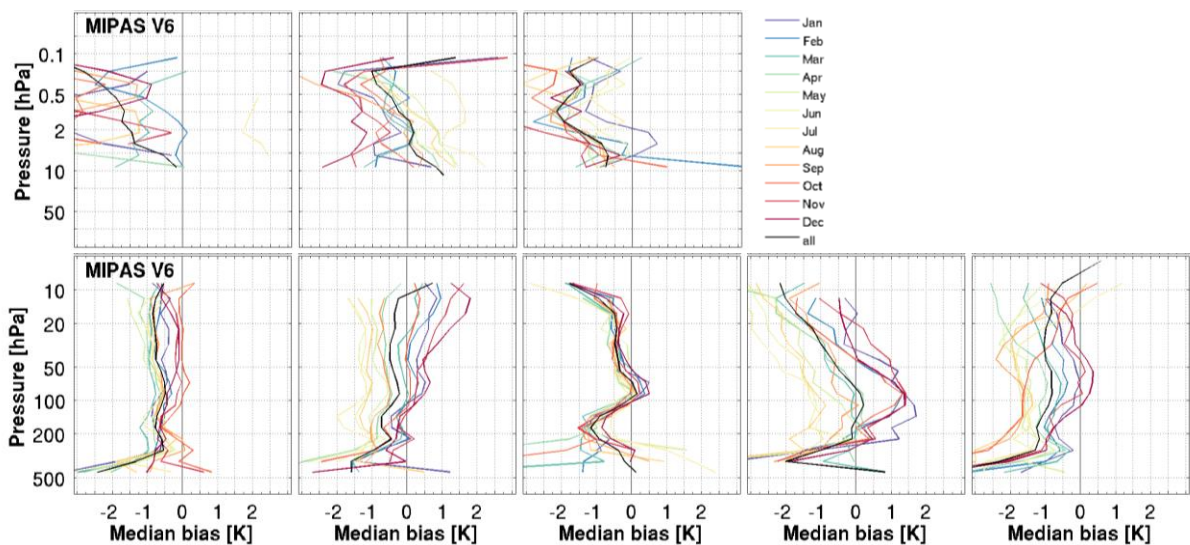 MIPAS V6
Pressure [hPa]
0.1
0.5
2
10
50
Jan
Feb
Mar
Apr
May
Jun
Jul
Aug
Sep
Oct
Nov
Dec
all
MIPAS V6
Pressure [hPa]
10
20
50
100
200
500
-2 -1 0 1 2 -2 -1 0 1 2 -2 -1 0 1 2 -2 -1 0 1 2 -2 -1 0 1 2
Median bias [K] Median bias [K] Median bias [K] Median bias [K] Median bias [K]